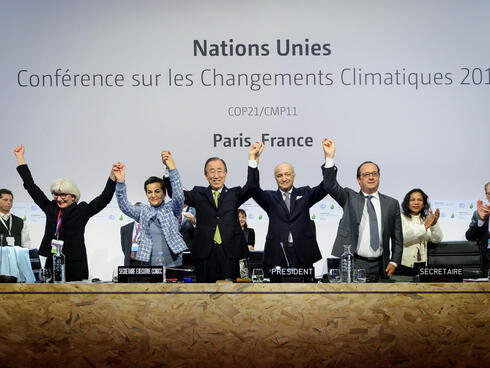 Nations Unies
Conférence sur les Changements Climatiques 201
COP21/CMP11
Paris, France
PRESIDENT
SECRETAIRE